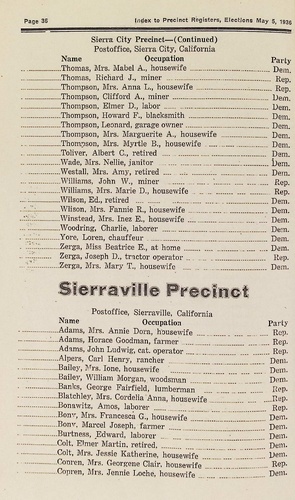 Page 36 Index to Precinct Registers, Elections May 5, 1936
Sierra City Precinct—(Continued)
Postoffice, Sierra City, California
Name Occupation Party
Thomas, Mrs. Mabel A., housewife Dem.
Thomas, Richard J., miner Rep.
Thompson, Mrs. Anna L., housewife Rep.
Thompson, Clifford A., miner Dem.
Thompson, Elmer D., labor Dem.
Thompson, Howard F., blacksmith Dem.
Thompson, Leonard, garage owner Dem.
Thompson, Mrs. Marguerite A., housewife Dem.
Thompson, Mrs. Myrtle B., housewife Dem.
Toliver, Albert C., retired Dem.
Wade, Mrs. Nellie, janitor Dem.
Westall, Mrs. Amy, retired Dem.
Williams, John W., miner Rep.
Williams, Mrs. Marie D., housewife Rep.
Wilson, Ed., retired Dem.
Wilson, Mrs. Fannie R., housewife Dem.
Winstead, Mrs. Inez E., housewife Dem.
Woodring, Charlie, laborer Dem.
Yore, Loren, chauffeur Dem.
Zerga, Miss Beatrice E., at home Dem.
Zerga, Joseph D., tractor operator Rep.
Zerga, Mrs. Mary T., housewife Dem.
Sierraville Precinct
Postoffice, Sierraville, California
Name Occupation Party
Adams, Mrs. Annie Dora, housewife Rep.
Adams, Horace Goodman, farmer Rep.
Adams, John Ludwig, cat. operator Rep.
Alpers, Carl Henry, rancher Dem.
Bailey, Mrs. Ione, housewife Dem.
Bailey, William Morgan, woodsman Dem.
Banks, George Fairfield, lumberman Rep.
Blatchley, Mrs. Cordelia Anna, housewife Rep.
Bonawitz, Amos, laborer Rep.
Bony, Mrs. Francesca G., housewife Dem.
Bony, Marcel Joseph, farmer Dem.
Burtness, Edward, laborer Dem.
Colt, Elmer Martin, retired Dem.
Colt, Mrs. Jessie Katherine, housewife Dem.
Copren, Mrs. Georgene Clair, housewife Rep.
Copren, Mrs. Jennie Loche, housewife Dem.